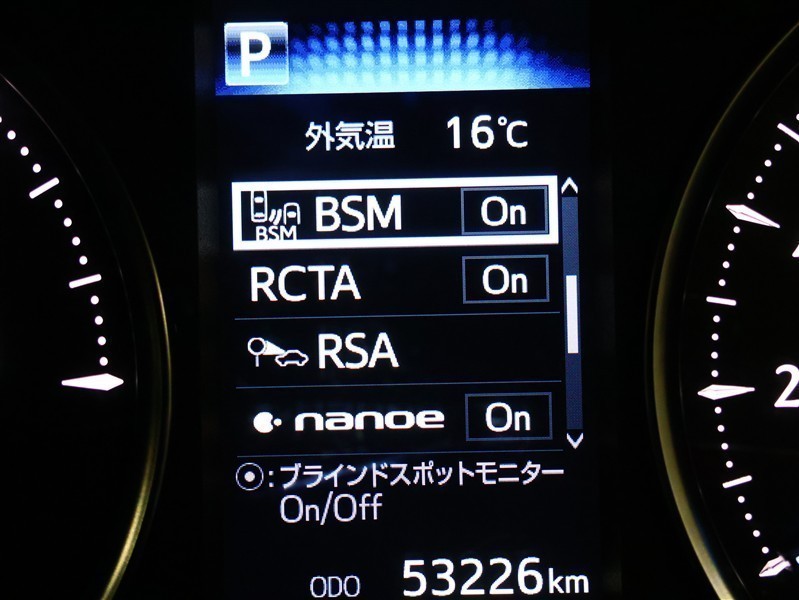 P
外気温 16℃
BSM BSM On
RCTA On
RSA
nanoe On
⦿:ブラインドスポットモニター
On/Off
ODO 53226km
2